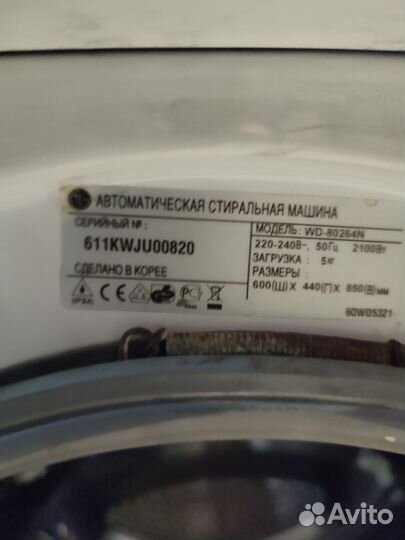 АВТОМАТИЧЕСКАЯ СТИРАЛЬНАЯ МАШИНА
СЕРИЙНЫЙ № :
611KWJU00820
СДЕЛАНО В КОРЕЕ
МОДЕЛЬ: WD-80264N
220-240В~, 50Гц 2100Вт
ЗАГРУЗКА : 5кг
РАЗМЕРЫ :
600(Ш) X 440(Г) X 850(В) мм
(IPX4)
6DWD5321
Avito